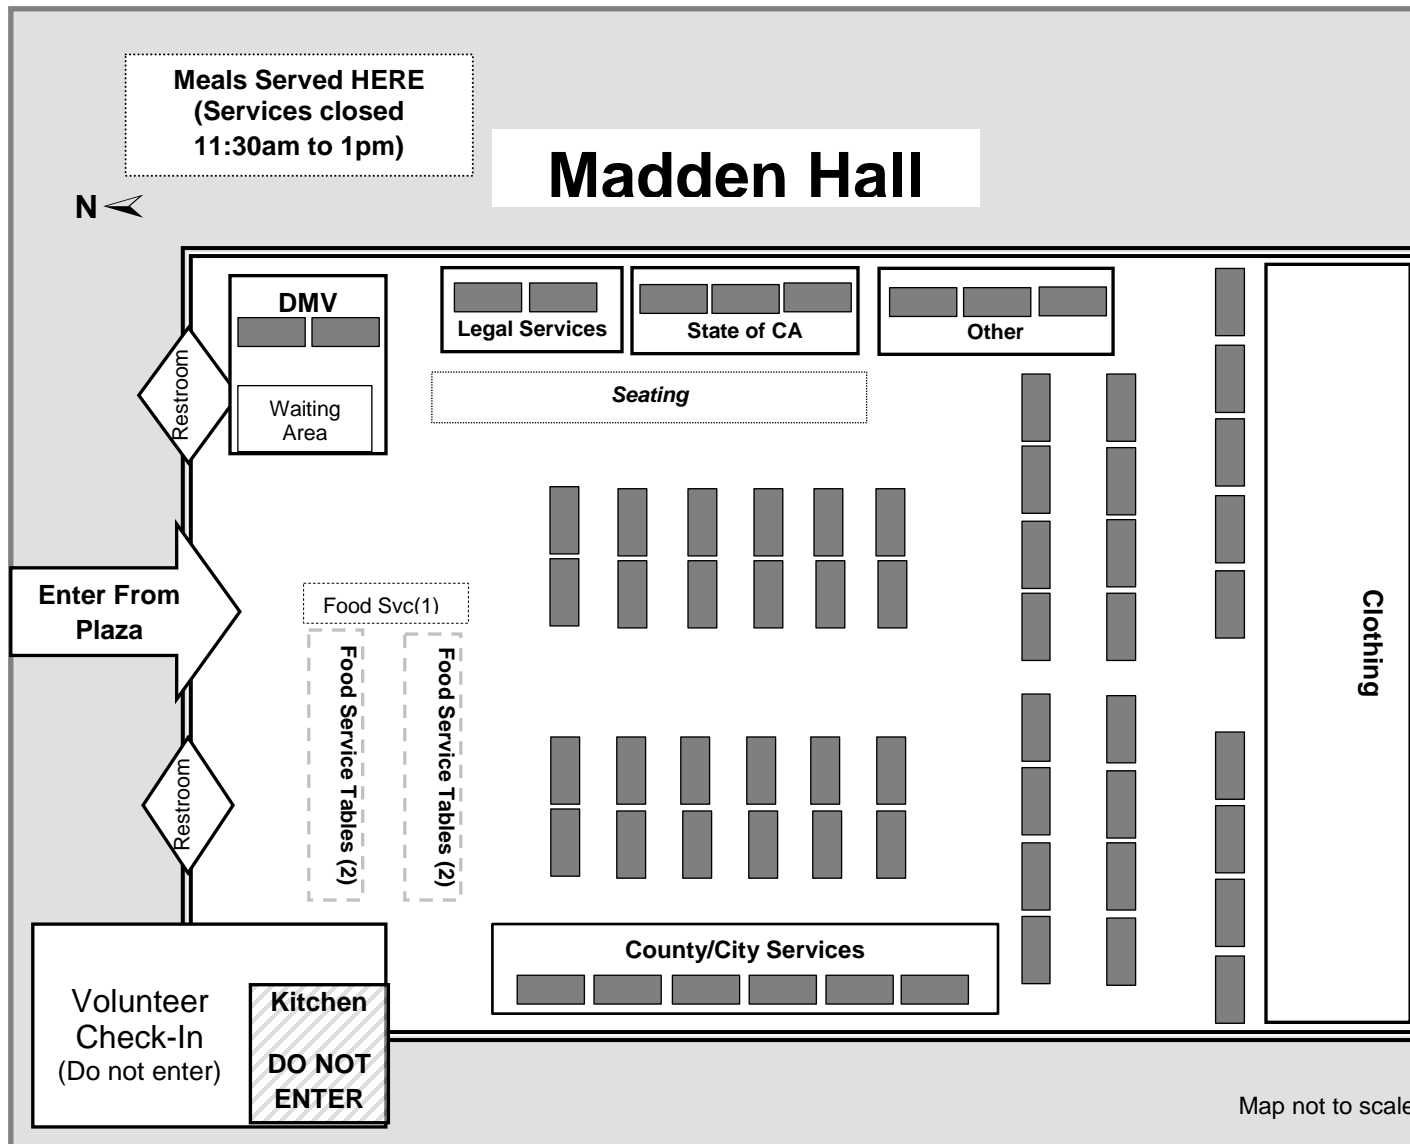 Meals Served HERE
(Services closed
11:30am to 1pm)
Madden Hall
N
DMV
Legal Services
State of CA
Other
Restroom
Waiting
Area
Seating
Enter From
Plaza
Food Svc(1)
Food Service Tables (2)
Food Service Tables (2)
Clothing
Restroom
County/City Services
Volunteer
Check-In
(Do not enter)
Kitchen
DO NOT
ENTER
Map not to scale